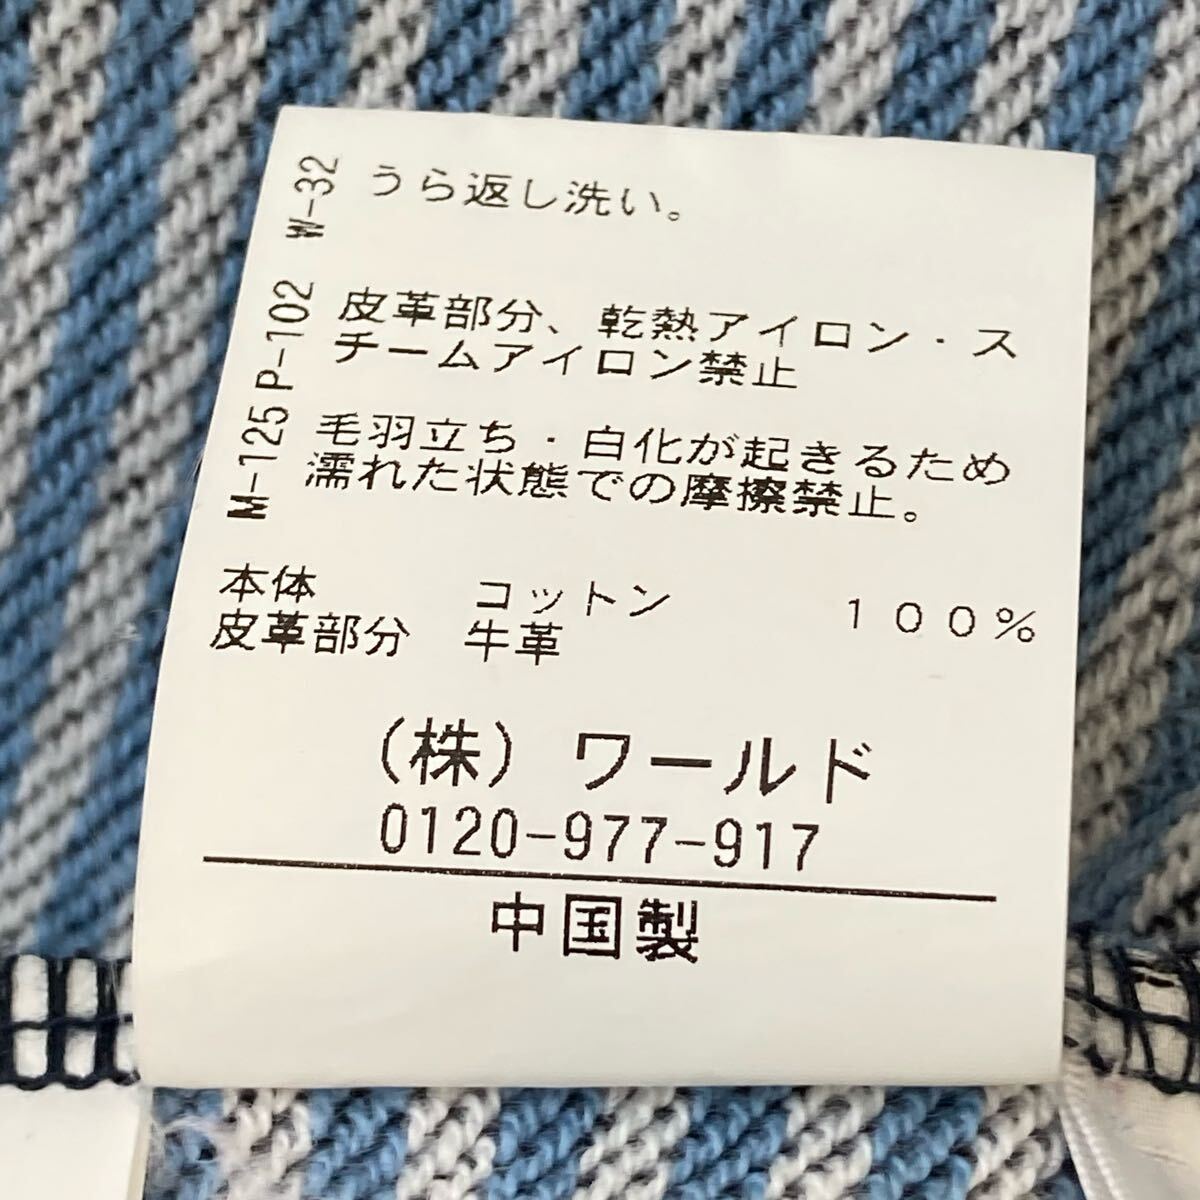 W-32
P-102
M-125
うら返し洗い。
皮革部分、乾熱アイロン・ス
チームアイロン禁止
毛羽立ち・白化が起きるため
濡れた状態での摩擦禁止。
本体 コットン 100%
皮革部分 牛革
(株)ワールド
0120-977-917
中国製